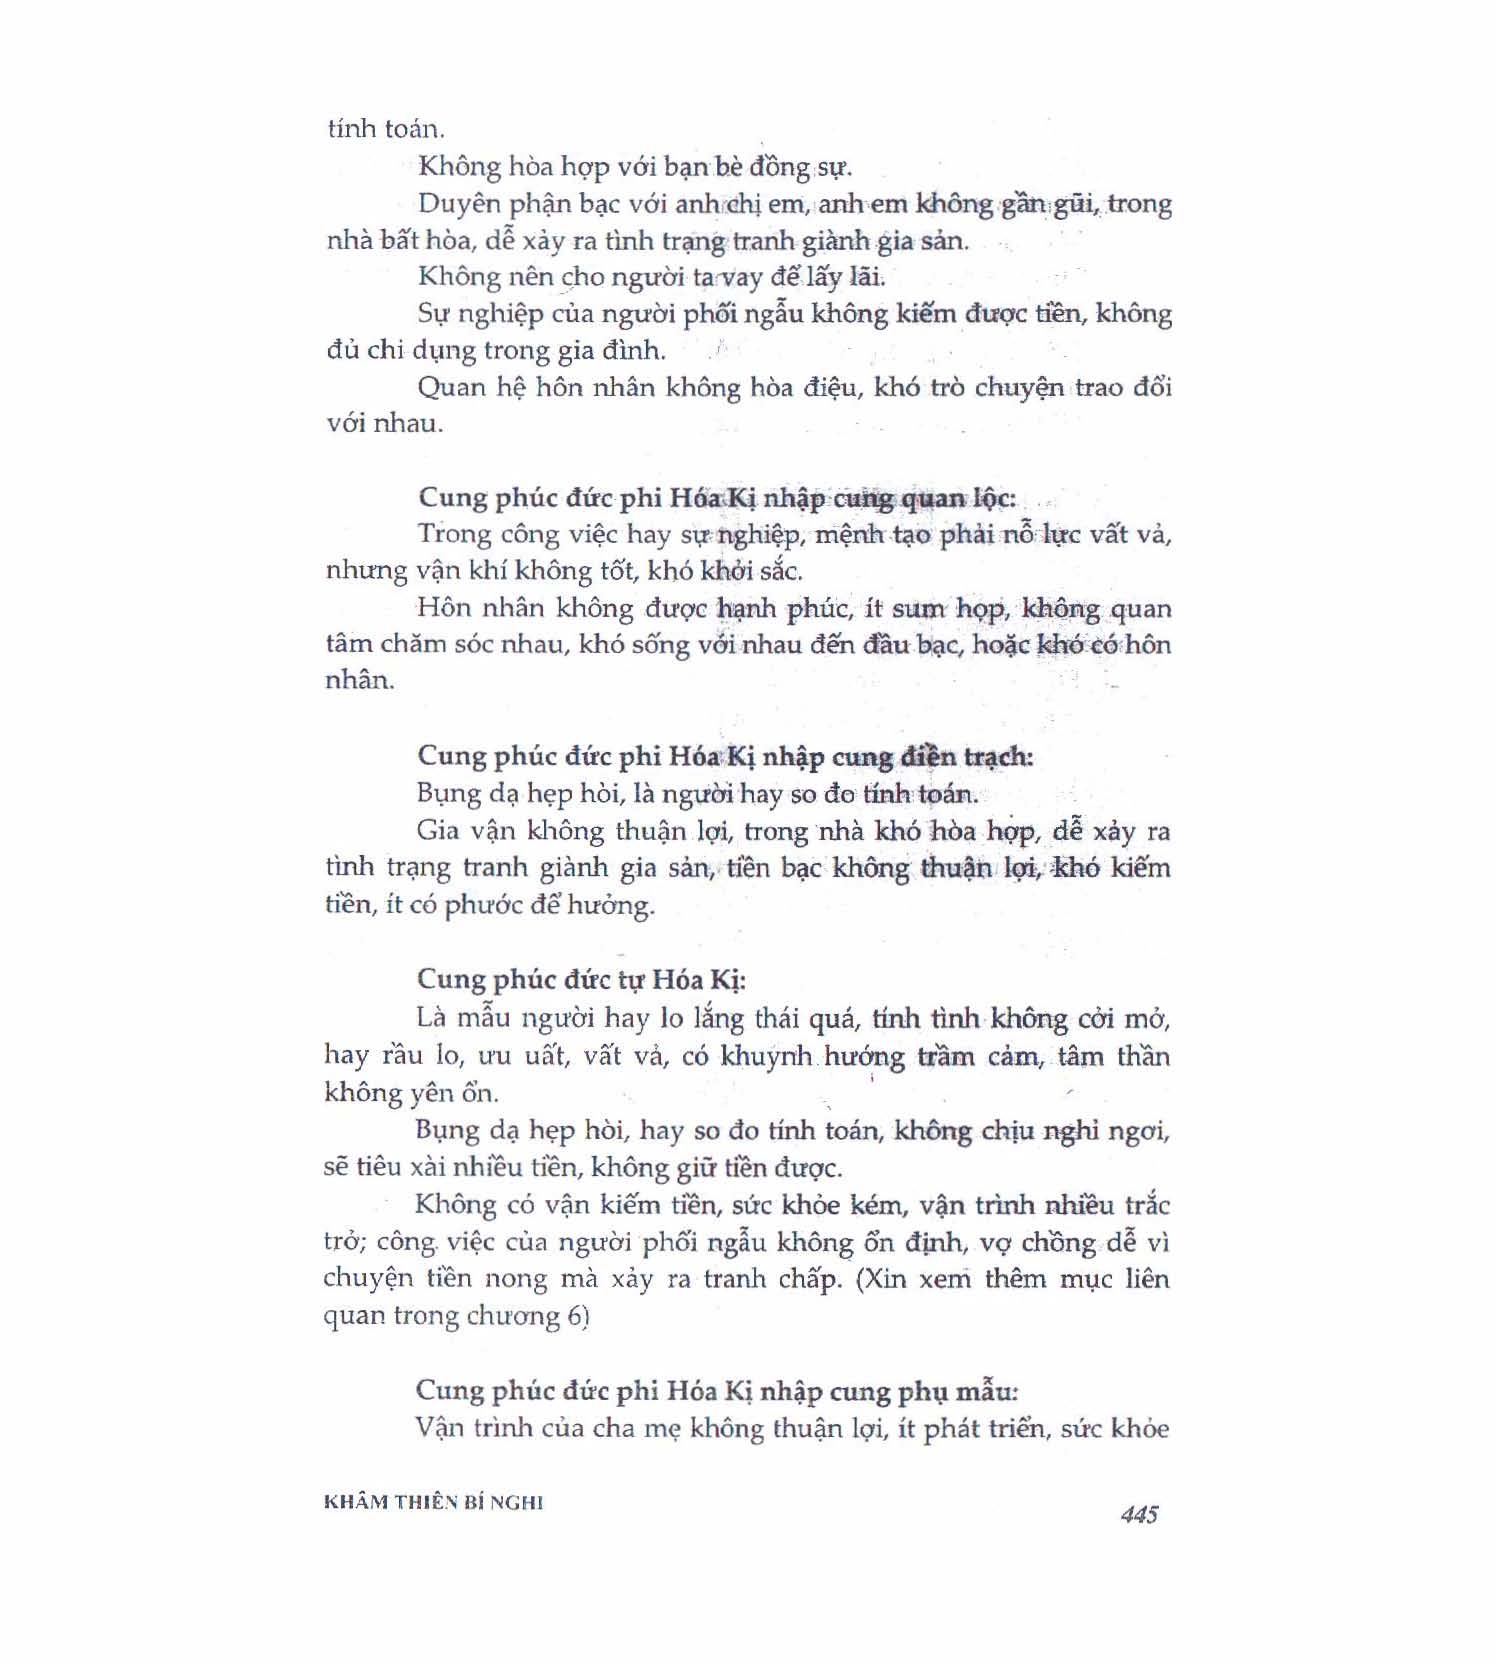 tính toán.
Không hòa hợp với bạn bè đồng sự.
Duyên phận bạc với anh chị em, anh em không gần gũi, trong
nhà bất hòa, dễ xảy ra tình trạng tranh giành gia sản.
Không nên cho người ta vay để lấy lãi.
Sự nghiệp của người phối ngẫu không kiếm được tiền, không
đủ chi dụng trong gia đình.
Quan hệ hôn nhân không hòa điệu, khó trò chuyện trao đổi
với nhau.
Cung phúc đức phi Hóa Kị nhập cung quan lộc:
Trong công việc hay sự nghiệp, mệnh tạo phải nỗ lực vất vả,
nhưng vận khí không tốt, khó khởi sắc.
Hôn nhân không được hạnh phúc, ít sum họp, không quan
tâm chăm sóc nhau, khó sống với nhau đến đầu bạc, hoặc khó có hôn
nhân.
Cung phúc đức phi Hóa Kị nhập cung điền trạch:
Bụng dạ hẹp hòi, là người hay so đo tính toán.
Gia vận không thuận lợi, trong nhà khó hòa hợp, dễ xảy ra
tình trạng tranh giành gia sản, tiền bạc không thuận lợi, khó kiếm
tiền, ít có phước để hưởng.
Cung phúc đức tự Hóa Kị:
Là mẫu người hay lo lắng thái quá, tính tình không cởi mở,
hay rầu lo, ưu uất, vất vả, có khuynh hướng trầm cảm, tâm thần
không yên ổn.
Bụng dạ hẹp hòi, hay so đo tính toán, không chịu nghỉ ngơi,
sẽ tiêu xài nhiều tiền, không giữ tiền được.
Không có vận kiếm tiền, sức khỏe kém, vận trình nhiều trắc
trở; công việc của người phối ngẫu không ổn định, vợ chồng dễ vì
chuyện tiền nong mà xảy ra tranh chấp. (Xin xem thêm mục liên
quan trong chương 6)
Cung phúc đức phi Hóa Kị nhập cung phụ mẫu:
Vận trình của cha mẹ không thuận lợi, ít phát triển, sức khỏe
KHÂM THIÊN BÍ NGHI
445